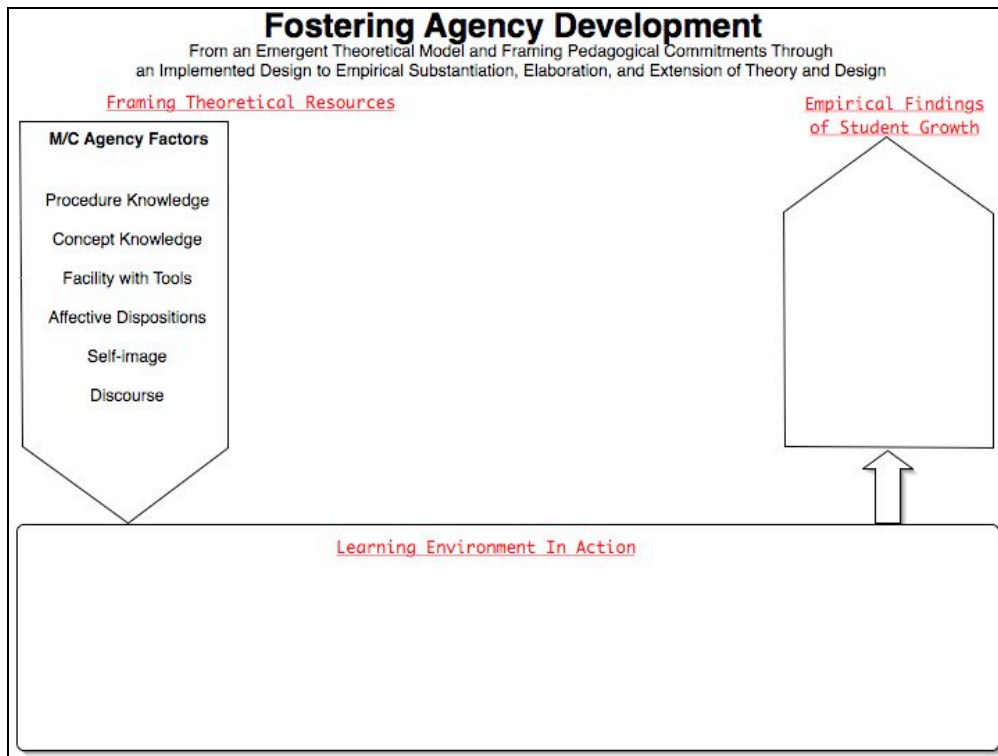 Fostering Agency Development
From an Emergent Theoretical Model and Framing Pedagogical Commitments Through
an Implemented Design to Empirical Substantiation, Elaboration, and Extension of Theory and Design
Framing Theoretical Resources
M/C Agency Factors
Procedure Knowledge
Concept Knowledge
Facility with Tools
Affective Dispositions
Self-image
Discourse
Empirical Findings
of Student Growth
Learning Environment In Action